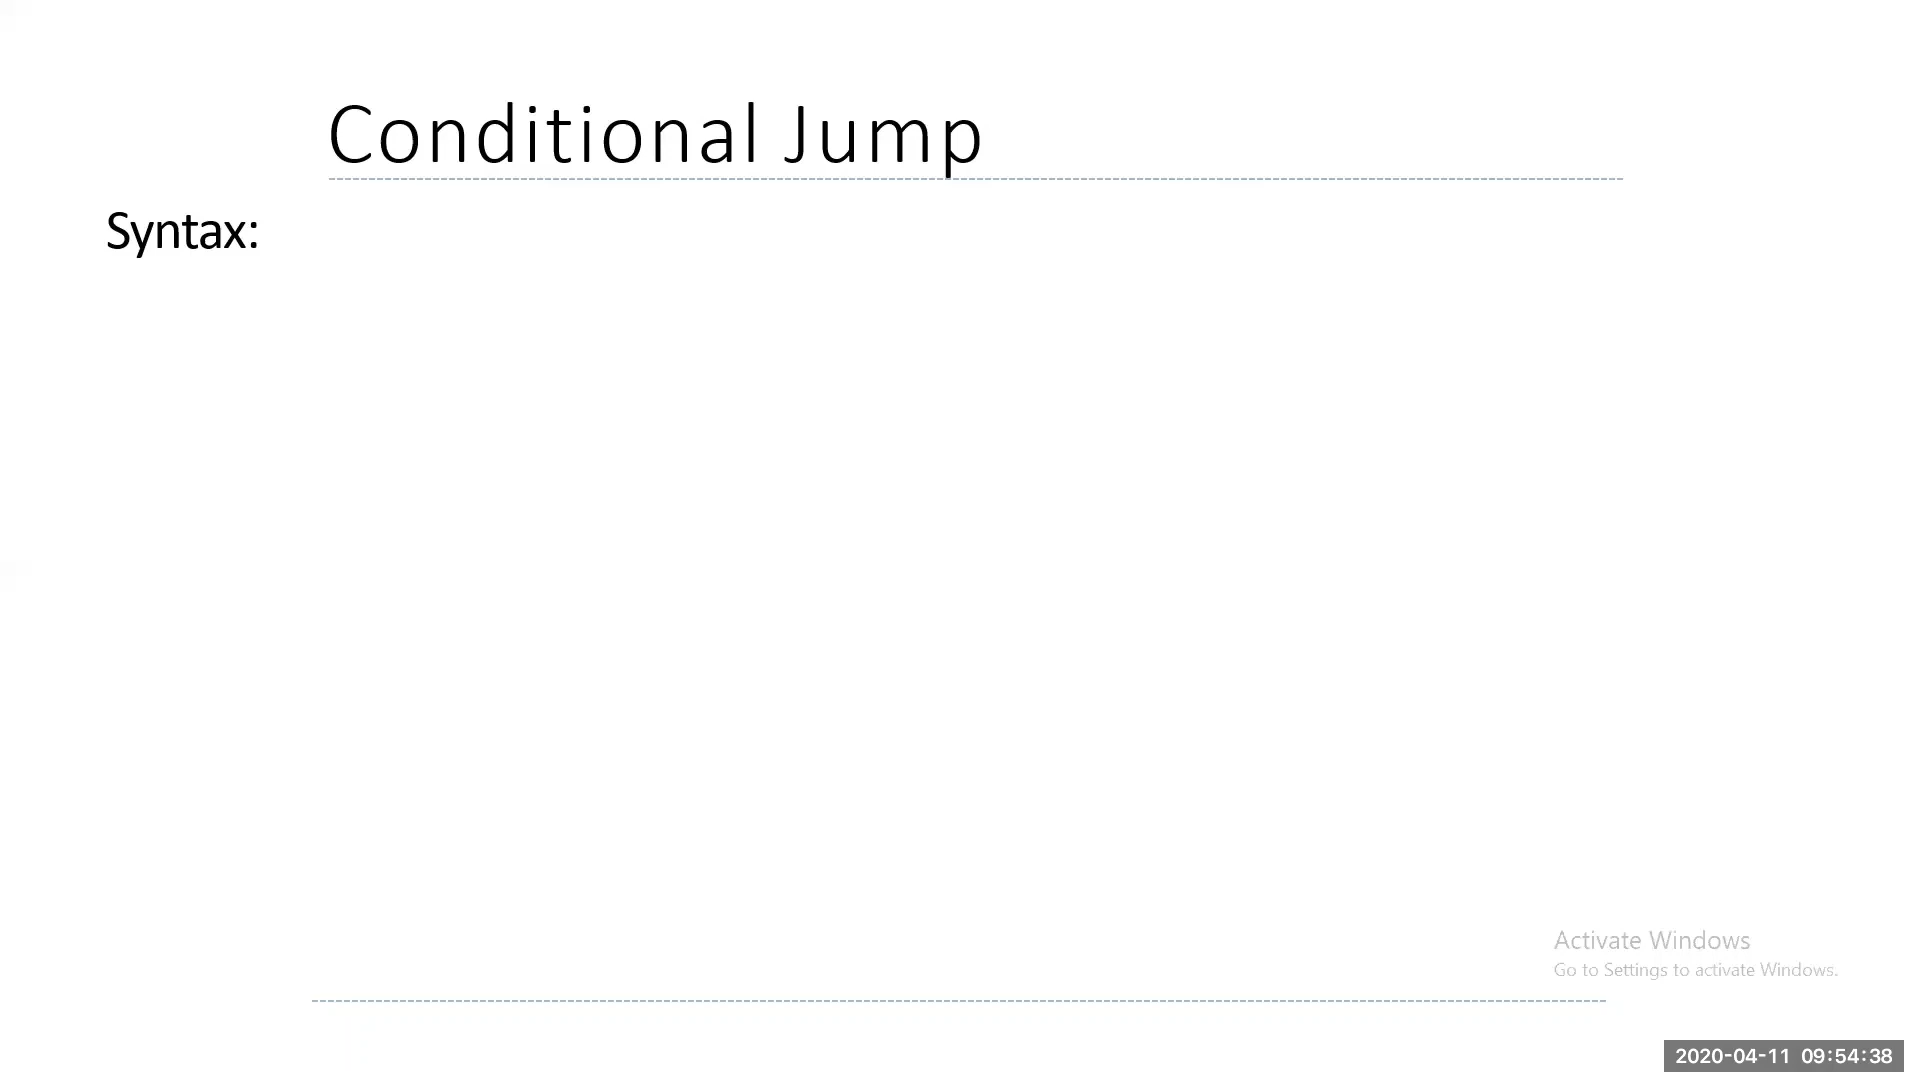 Conditional Jump
Syntax:
Activate Windows
Go to Settings to activate Windows.
2020-04-11 09:54:38